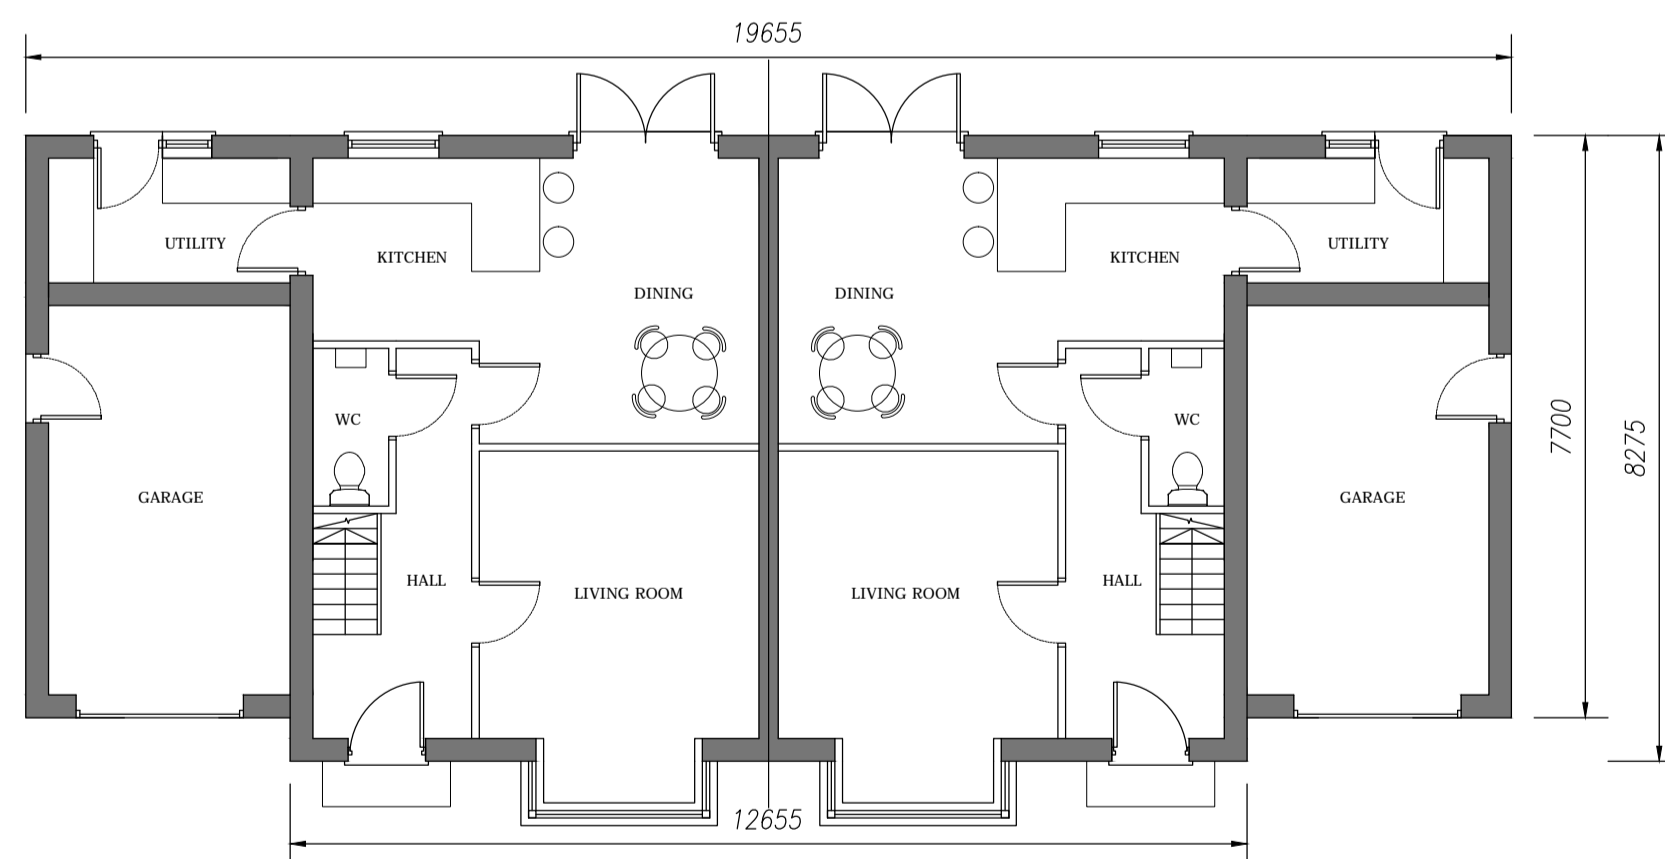 19655
UTILITY
UTILITY
KITCHEN
KITCHEN
DINING
DINING
WC
WC
7700
8275
GARAGE
GARAGE
HALL
HALL
LIVING ROOM
LIVING ROOM
12655